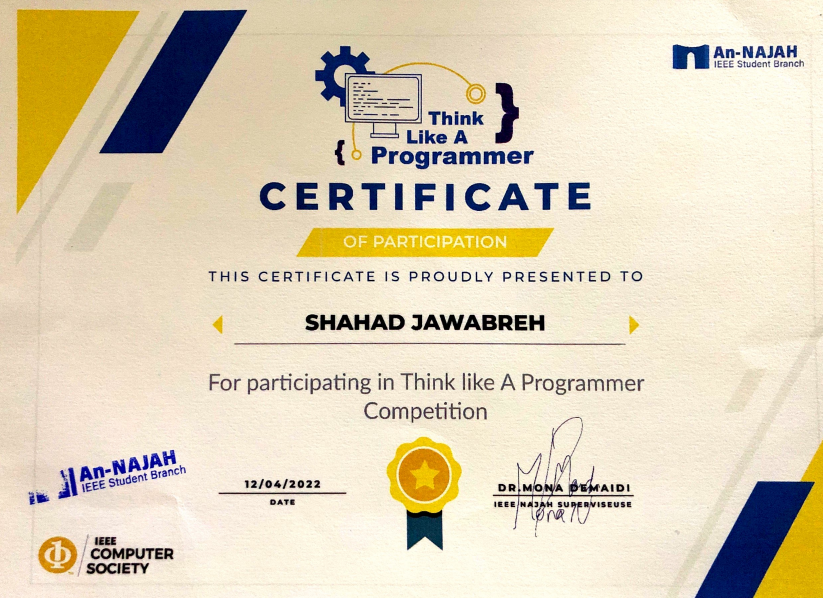 An-NAJAH
IEEE Student Branch
Think
Like A
Programmer
CERTIFICATE
OF PARTICIPATION
THIS CERTIFICATE IS PROUDLY PRESENTED TO
SHAHAD JAWABREH
For participating in Think like A Programmer
Competition
An-NAJAH
IEEE Student Branch
12/04/2022
DATE
DR.MONA DEMAIDI
IEEE NAJAH SUPERVISEUSE
IEEE
COMPUTER
SOCIETY